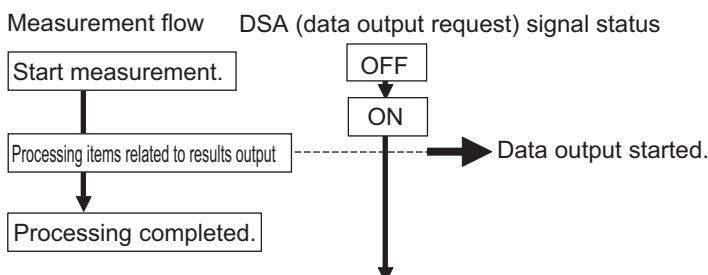 Measurement flow
DSA (data output request) signal status
Start measurement.
OFF
ON
Processing items related to results output
Data output started.
Processing completed.